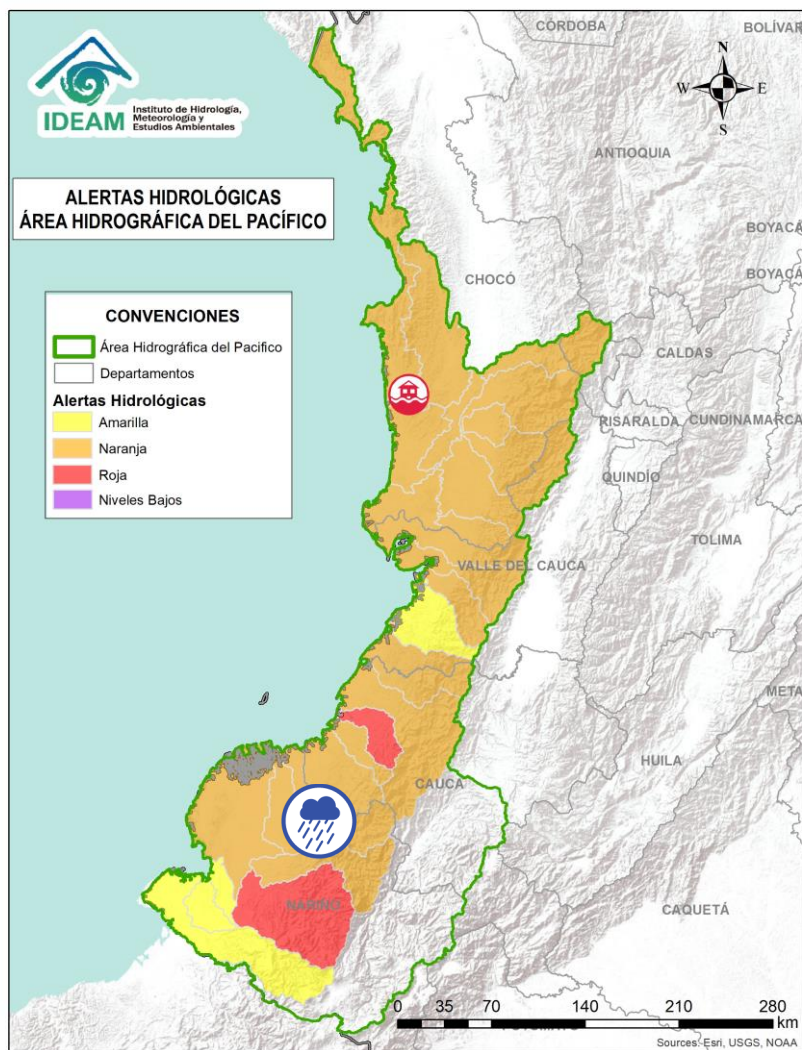 IDEAM
Instituto de Hidrología,
Meteorología y
Estudios Ambientales
ALERTAS HIDROLÓGICAS
ÁREA HIDROGRÁFICA DEL PACÍFICO
CONVENCIONES
Área Hidrográfica del Pacifico
Departamentos
Alertas Hidrológicas
Amarilla
Naranja
Roja
Niveles Bajos
N
W
E
S
CÓRDOBA
BOLÍVAR
ANTIOQUIA
BOYACÁ
BOYACÁ
CHOCÓ
CALDAS
RISARALDA
CUNDINAMARCA
QUINDÍO
TOLIMA
VALLE DEL CAUCA
META
HUILA
CAUCA
NARIÑO
CAQUETÁ
0 35 70 140 210 280
km
Sources: Esri, USGS, NOAA